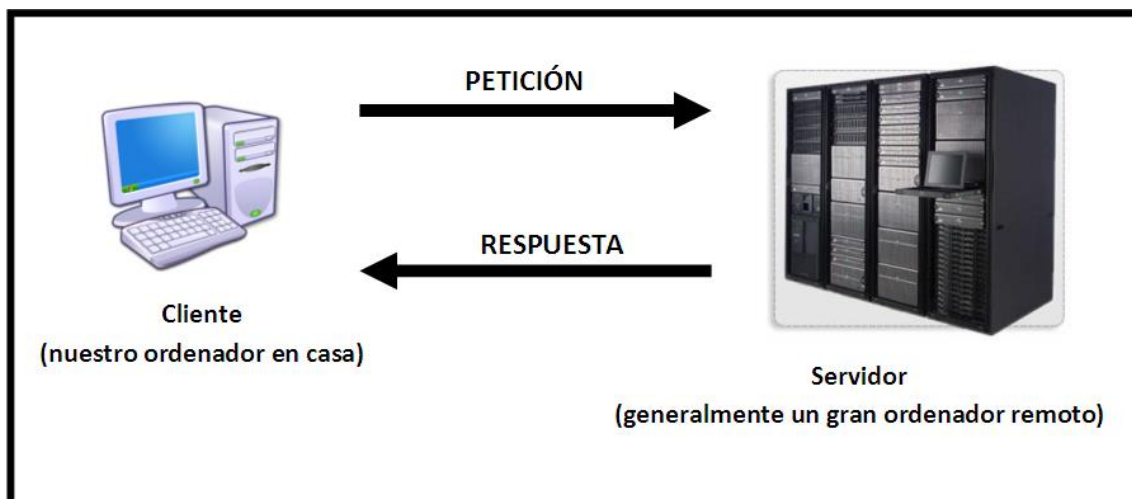 PETICIÓN
RESPUESTA
Cliente
(nuestro ordenador en casa)
Servidor
(generalmente un gran ordenador remoto)